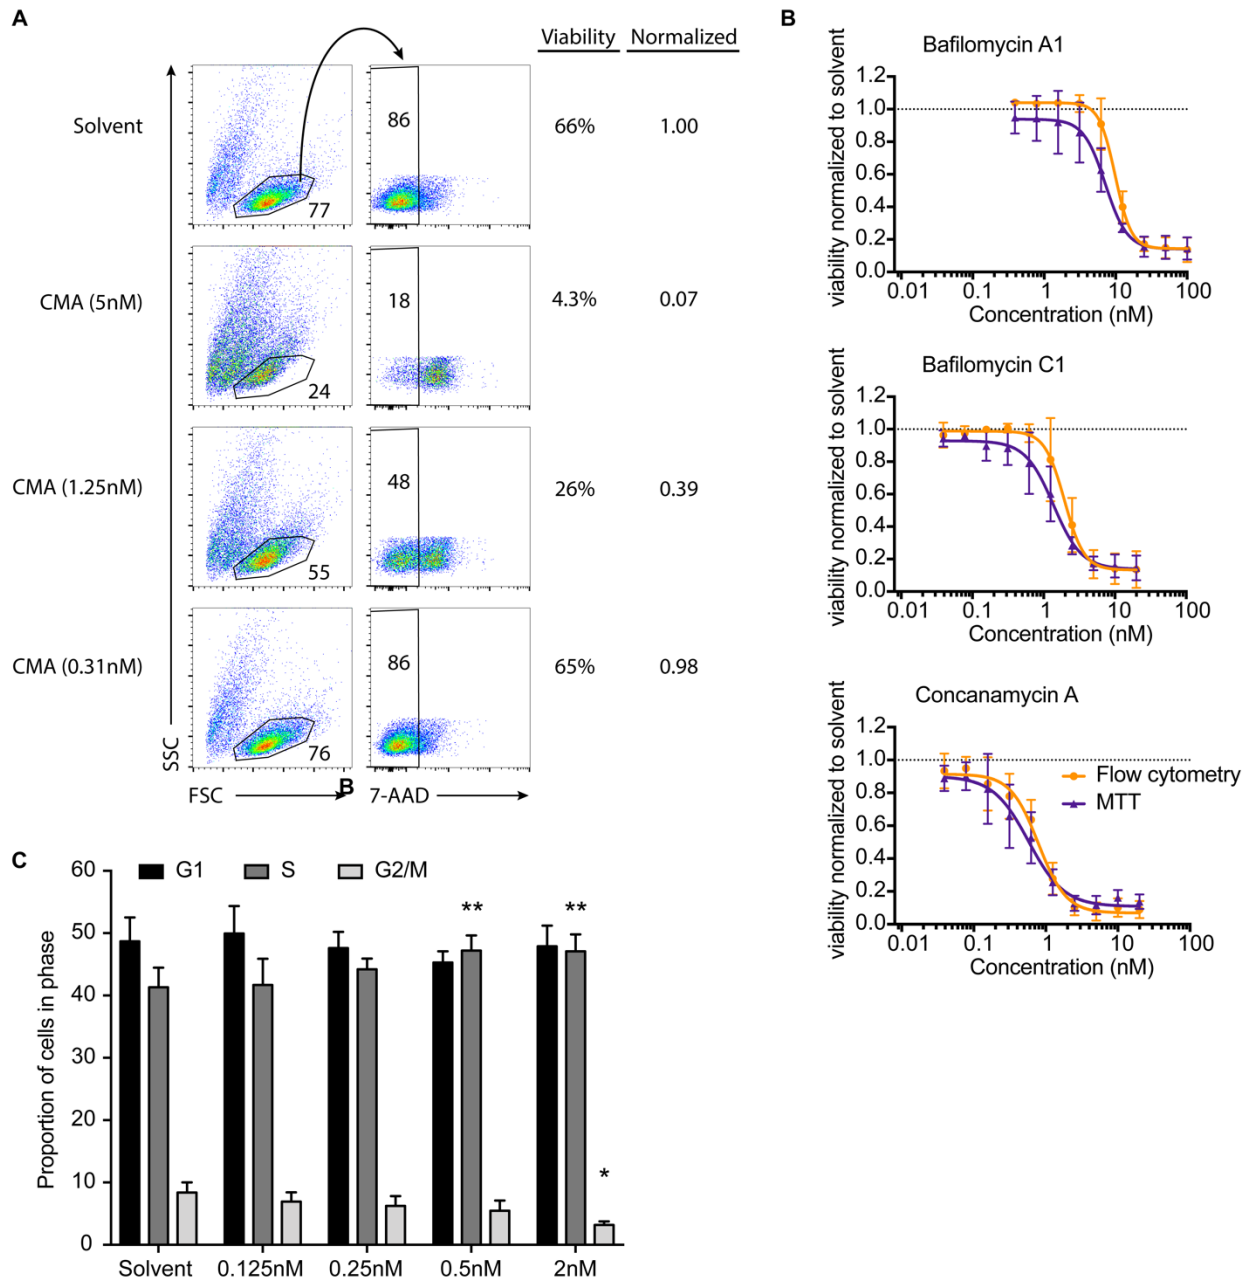 A
Viability Normalized
Solvent
86
77
66% 1.00
CMA (5nM)
18
24
4.3% 0.07
CMA (1.25nM)
48
55
26% 0.39
CMA (0.31nM)
86
76
65% 0.98
SSC
FSC
B
7-AAD
B
Bafilomycin A1
viability normalized to solvent
1.2
1.0
0.8
0.6
0.4
0.2
0.0
0.01 0.1 1 10 100
Concentration (nM)
Bafilomycin C1
viability normalized to solvent
1.2
1.0
0.8
0.6
0.4
0.2
0.0
0.01 0.1 1 10 100
Concentration (nM)
Concanamycin A
viability normalized to solvent
1.2
1.0
0.8
0.6
0.4
0.2
0.0
Flow cytometry
MTT
0.01 0.1 1 10 100
Concentration (nM)
C
G1 S G2/M
Proportion of cells in phase
60
50
40
30
20
10
0
** **
*
Solvent 0.125nM 0.25nM 0.5nM 2nM